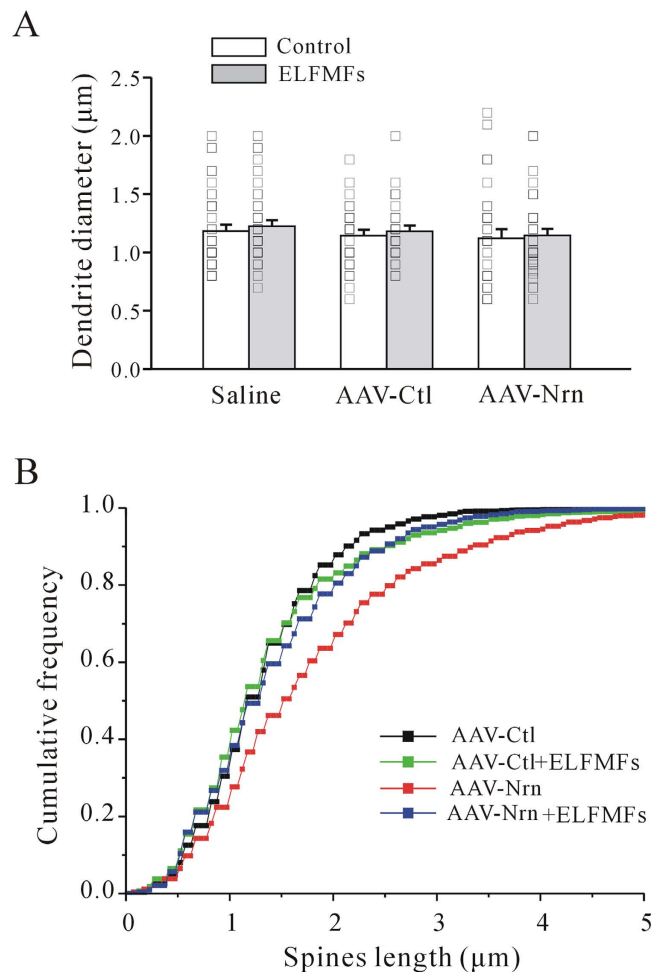 A
Control
ELFMFs
Dendrite diameter (µm)
2.5
2.0
1.5
1.0
0.5
0.0
Saline AAV-Ctl AAV-Nrn
B
Cumulative frequency
1.0
0.8
0.6
0.4
0.2
0.0
AAV-Ctl
AAV-Ctl+ELFMFs
AAV-Nrn
AAV-Nrn+ELFMFs
0 1 2 3 4 5
Spines length (µm)